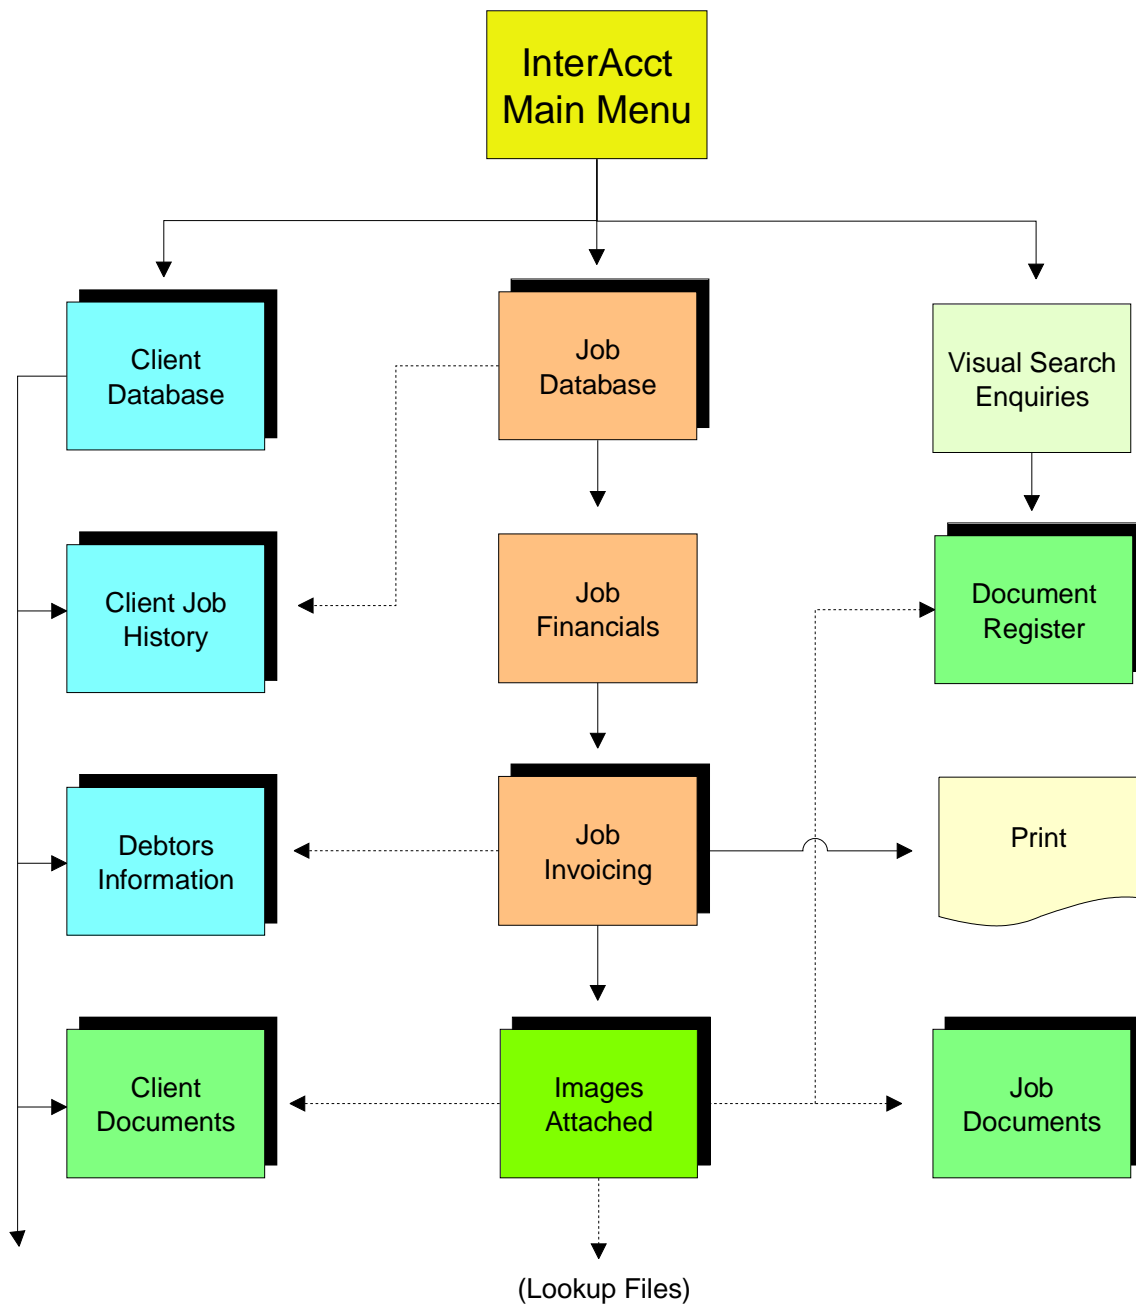 InterAcct
Main Menu
Client
Database
Job
Database
Visual Search
Enquiries
Client Job
History
Job
Financials
Document
Register
Debtors
Information
Job
Invoicing
Print
Client
Documents
Images
Attached
Job
Documents
(Lookup Files)